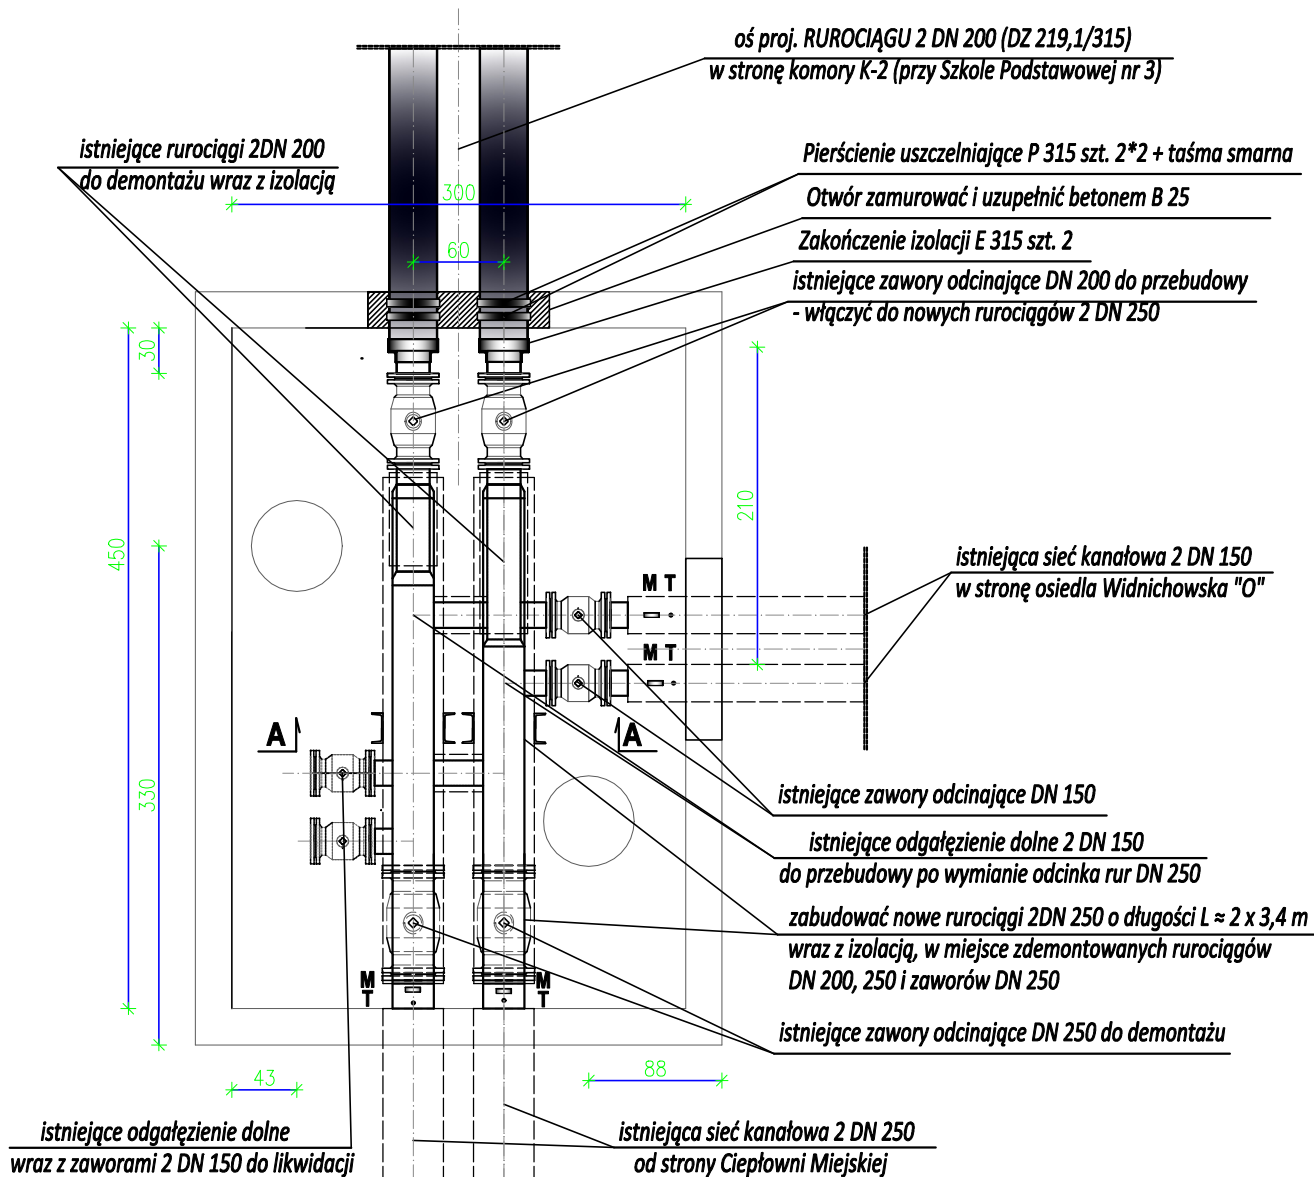 oś proj. RUROCIĄGU 2 DN 200 (DZ 219,1/315)
w stronę komory K-2 (przy Szkole Podstawowej nr 3)
istniejące rurociągi 2DN 200
do demontażu wraz z izolacją
Pierścienie uszczelniające P 315 szt. 2*2 + taśma smarna
300
Otwór zamurować i uzupełnić betonem B 25
60
Zakończenie izolacji E 315 szt. 2
istniejące zawory odcinające DN 200 do przebudowy
- włączyć do nowych rurociągów 2 DN 250
30
450
210
istniejąca sieć kanałowa 2 DN 150
w stronę osiedla Widnichowska "O"
M T
M T
A
A
330
istniejące zawory odcinające DN 150
istniejące odgałęzienie dolne 2 DN 150
do przebudowy po wymianie odcinka rur DN 250
zabudować nowe rurociągi 2DN 250 o długości L ≈ 2 x 3,4 m
wraz z izolacją, w miejsce zdemontowanych rurociągów
DN 200, 250 i zaworów DN 250
M
T
M
T
istniejące zawory odcinające DN 250 do demontażu
43
88
istniejące odgałęzienie dolne
wraz z zaworami 2 DN 150 do likwidacji
istniejąca sieć kanałowa 2 DN 250
od strony Ciepłowni Miejskiej